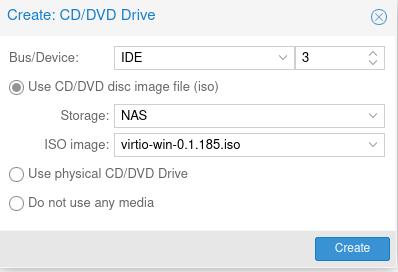 Create: CD/DVD Drive
Bus/Device: IDE 3
Use CD/DVD disc image file (iso)
Storage: NAS
ISO image: virtio-win-0.1.185.iso
Use physical CD/DVD Drive
Do not use any media
Create